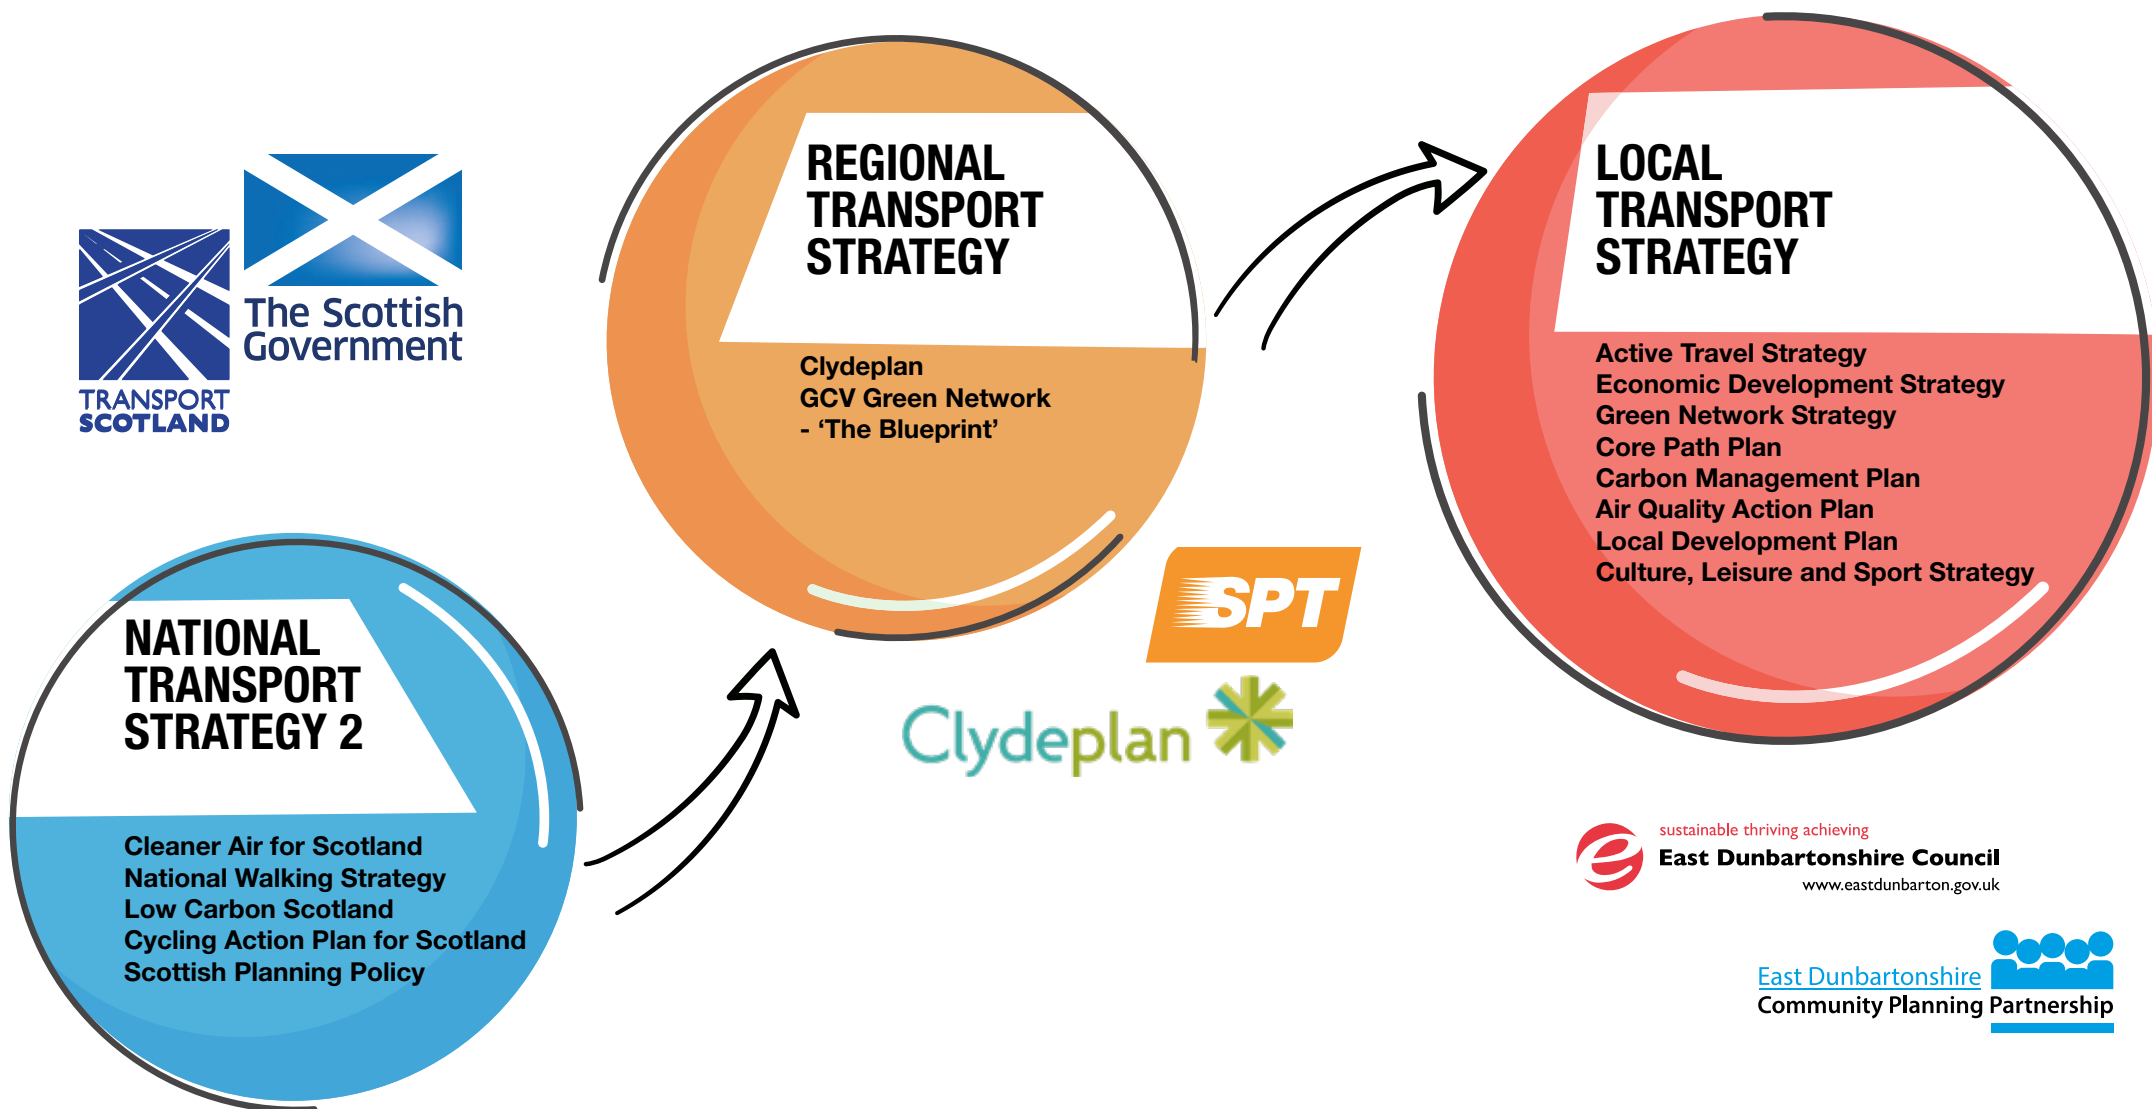 TRANSPORT
SCOTLAND
The Scottish
Government
NATIONAL
TRANSPORT
STRATEGY 2
Cleaner Air for Scotland
National Walking Strategy
Low Carbon Scotland
Cycling Action Plan for Scotland
Scottish Planning Policy
REGIONAL
TRANSPORT
STRATEGY
Clydeplan
GCV Green Network
- ‘The Blueprint’
SPT
Clydeplan
LOCAL
TRANSPORT
STRATEGY
Active Travel Strategy
Economic Development Strategy
Green Network Strategy
Core Path Plan
Carbon Management Plan
Air Quality Action Plan
Local Development Plan
Culture, Leisure and Sport Strategy
sustainable thriving achieving
East Dunbartonshire Council
www.eastdunbarton.gov.uk
East Dunbartonshire
Community Planning Partnership